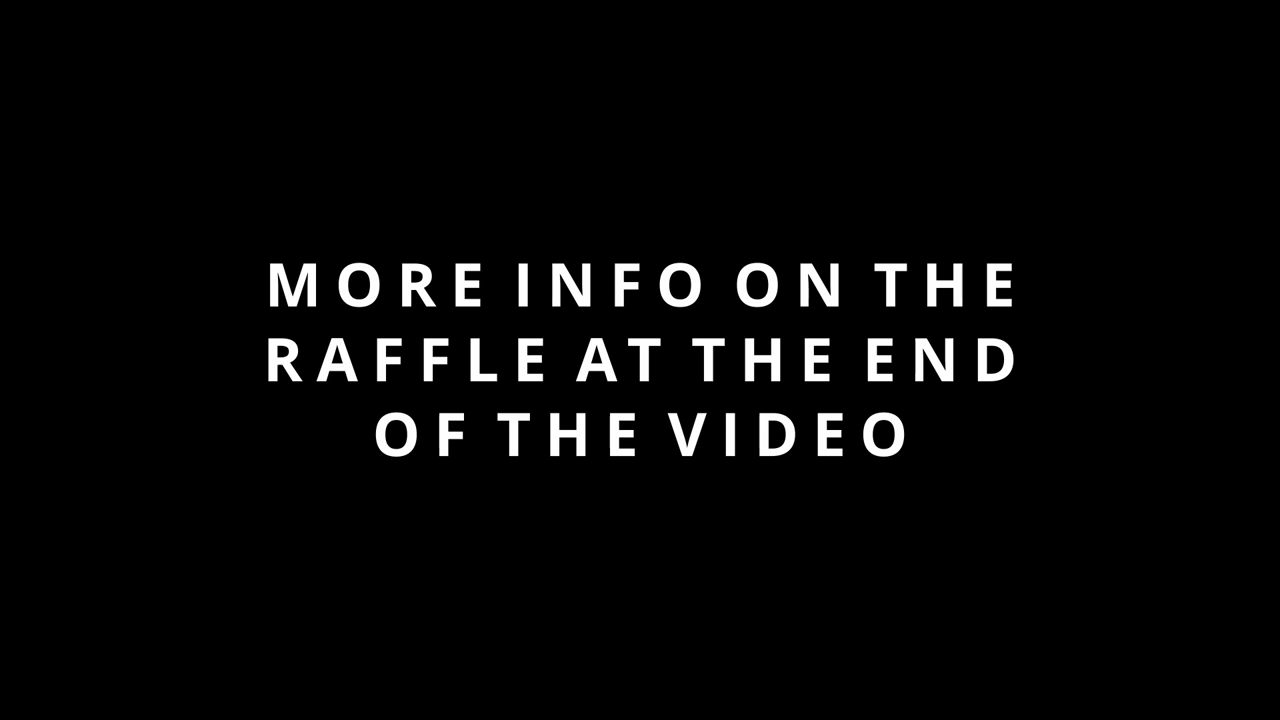 MORE INFO ON THE
RAFFLE AT THE END
OF THE VIDEO